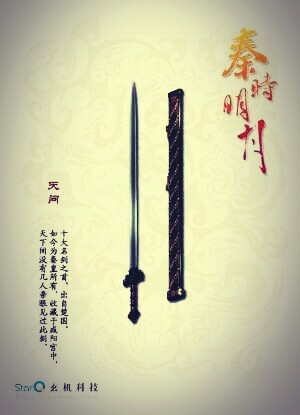 秦時明月
天问
十大名剑之首，出自楚国。
如今为秦皇所有，收藏于咸阳宫中，
天下间没有几人亲眼见过此剑。
StarQ 玄机科技